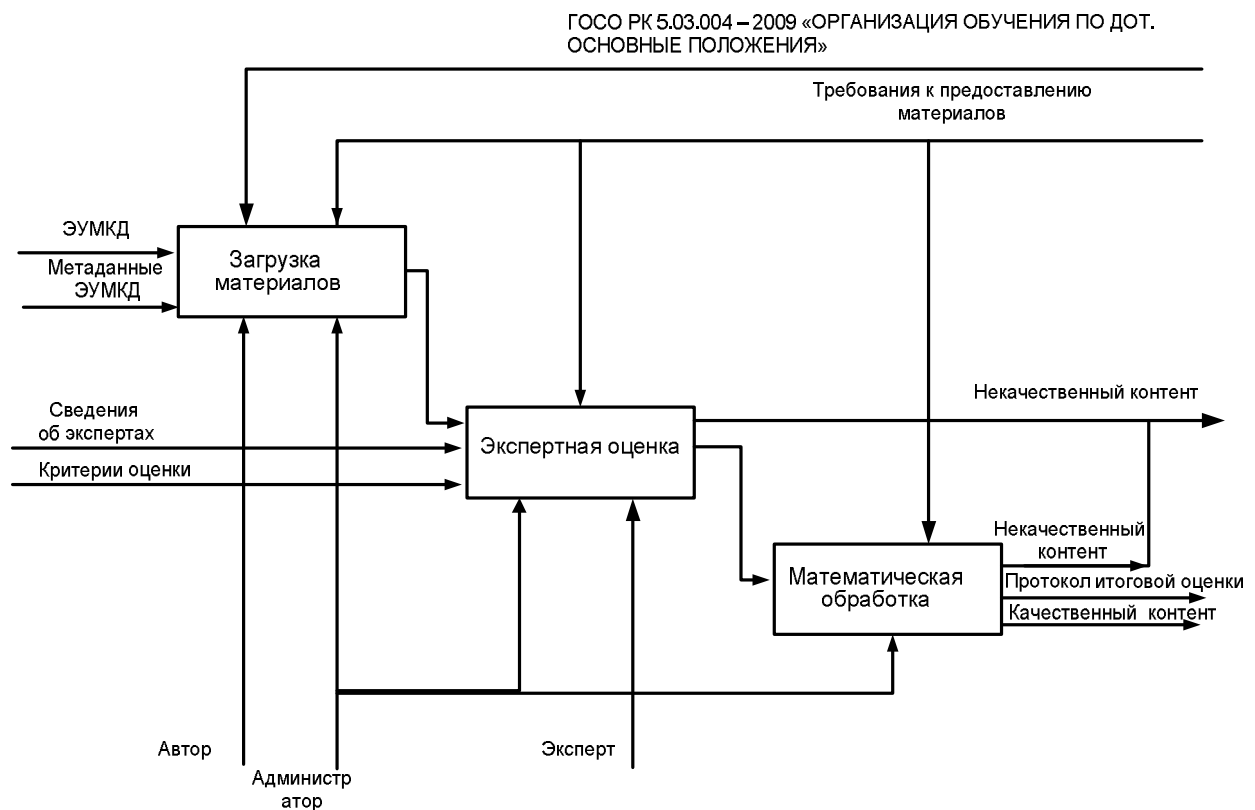 ГОСО РК 5.03.004 – 2009 «ОРГАНИЗАЦИЯ ОБУЧЕНИЯ ПО ДОТ.
ОСНОВНЫЕ ПОЛОЖЕНИЯ»
Требования к предоставлению
материалов
ЭУМКД
Метаданные
ЭУМКД
Загрузка
материалов
Сведения
об экспертах
Критерии оценки
Экспертная оценка
Некачественный контент
Некачественный
контент
Протокол итоговой оценки
Качественный контент
Математическая
обработка
Автор
Администр
атор
Эксперт